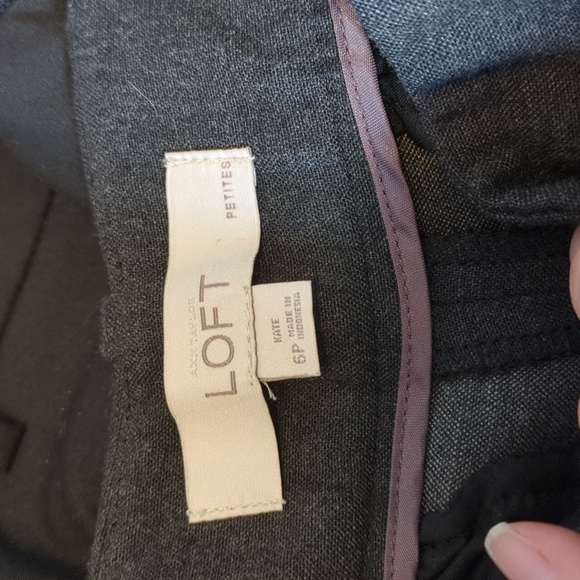 ANN TAYLOR
LOFT
PETITES
KATE
6P
MADE IN
INDONESIA